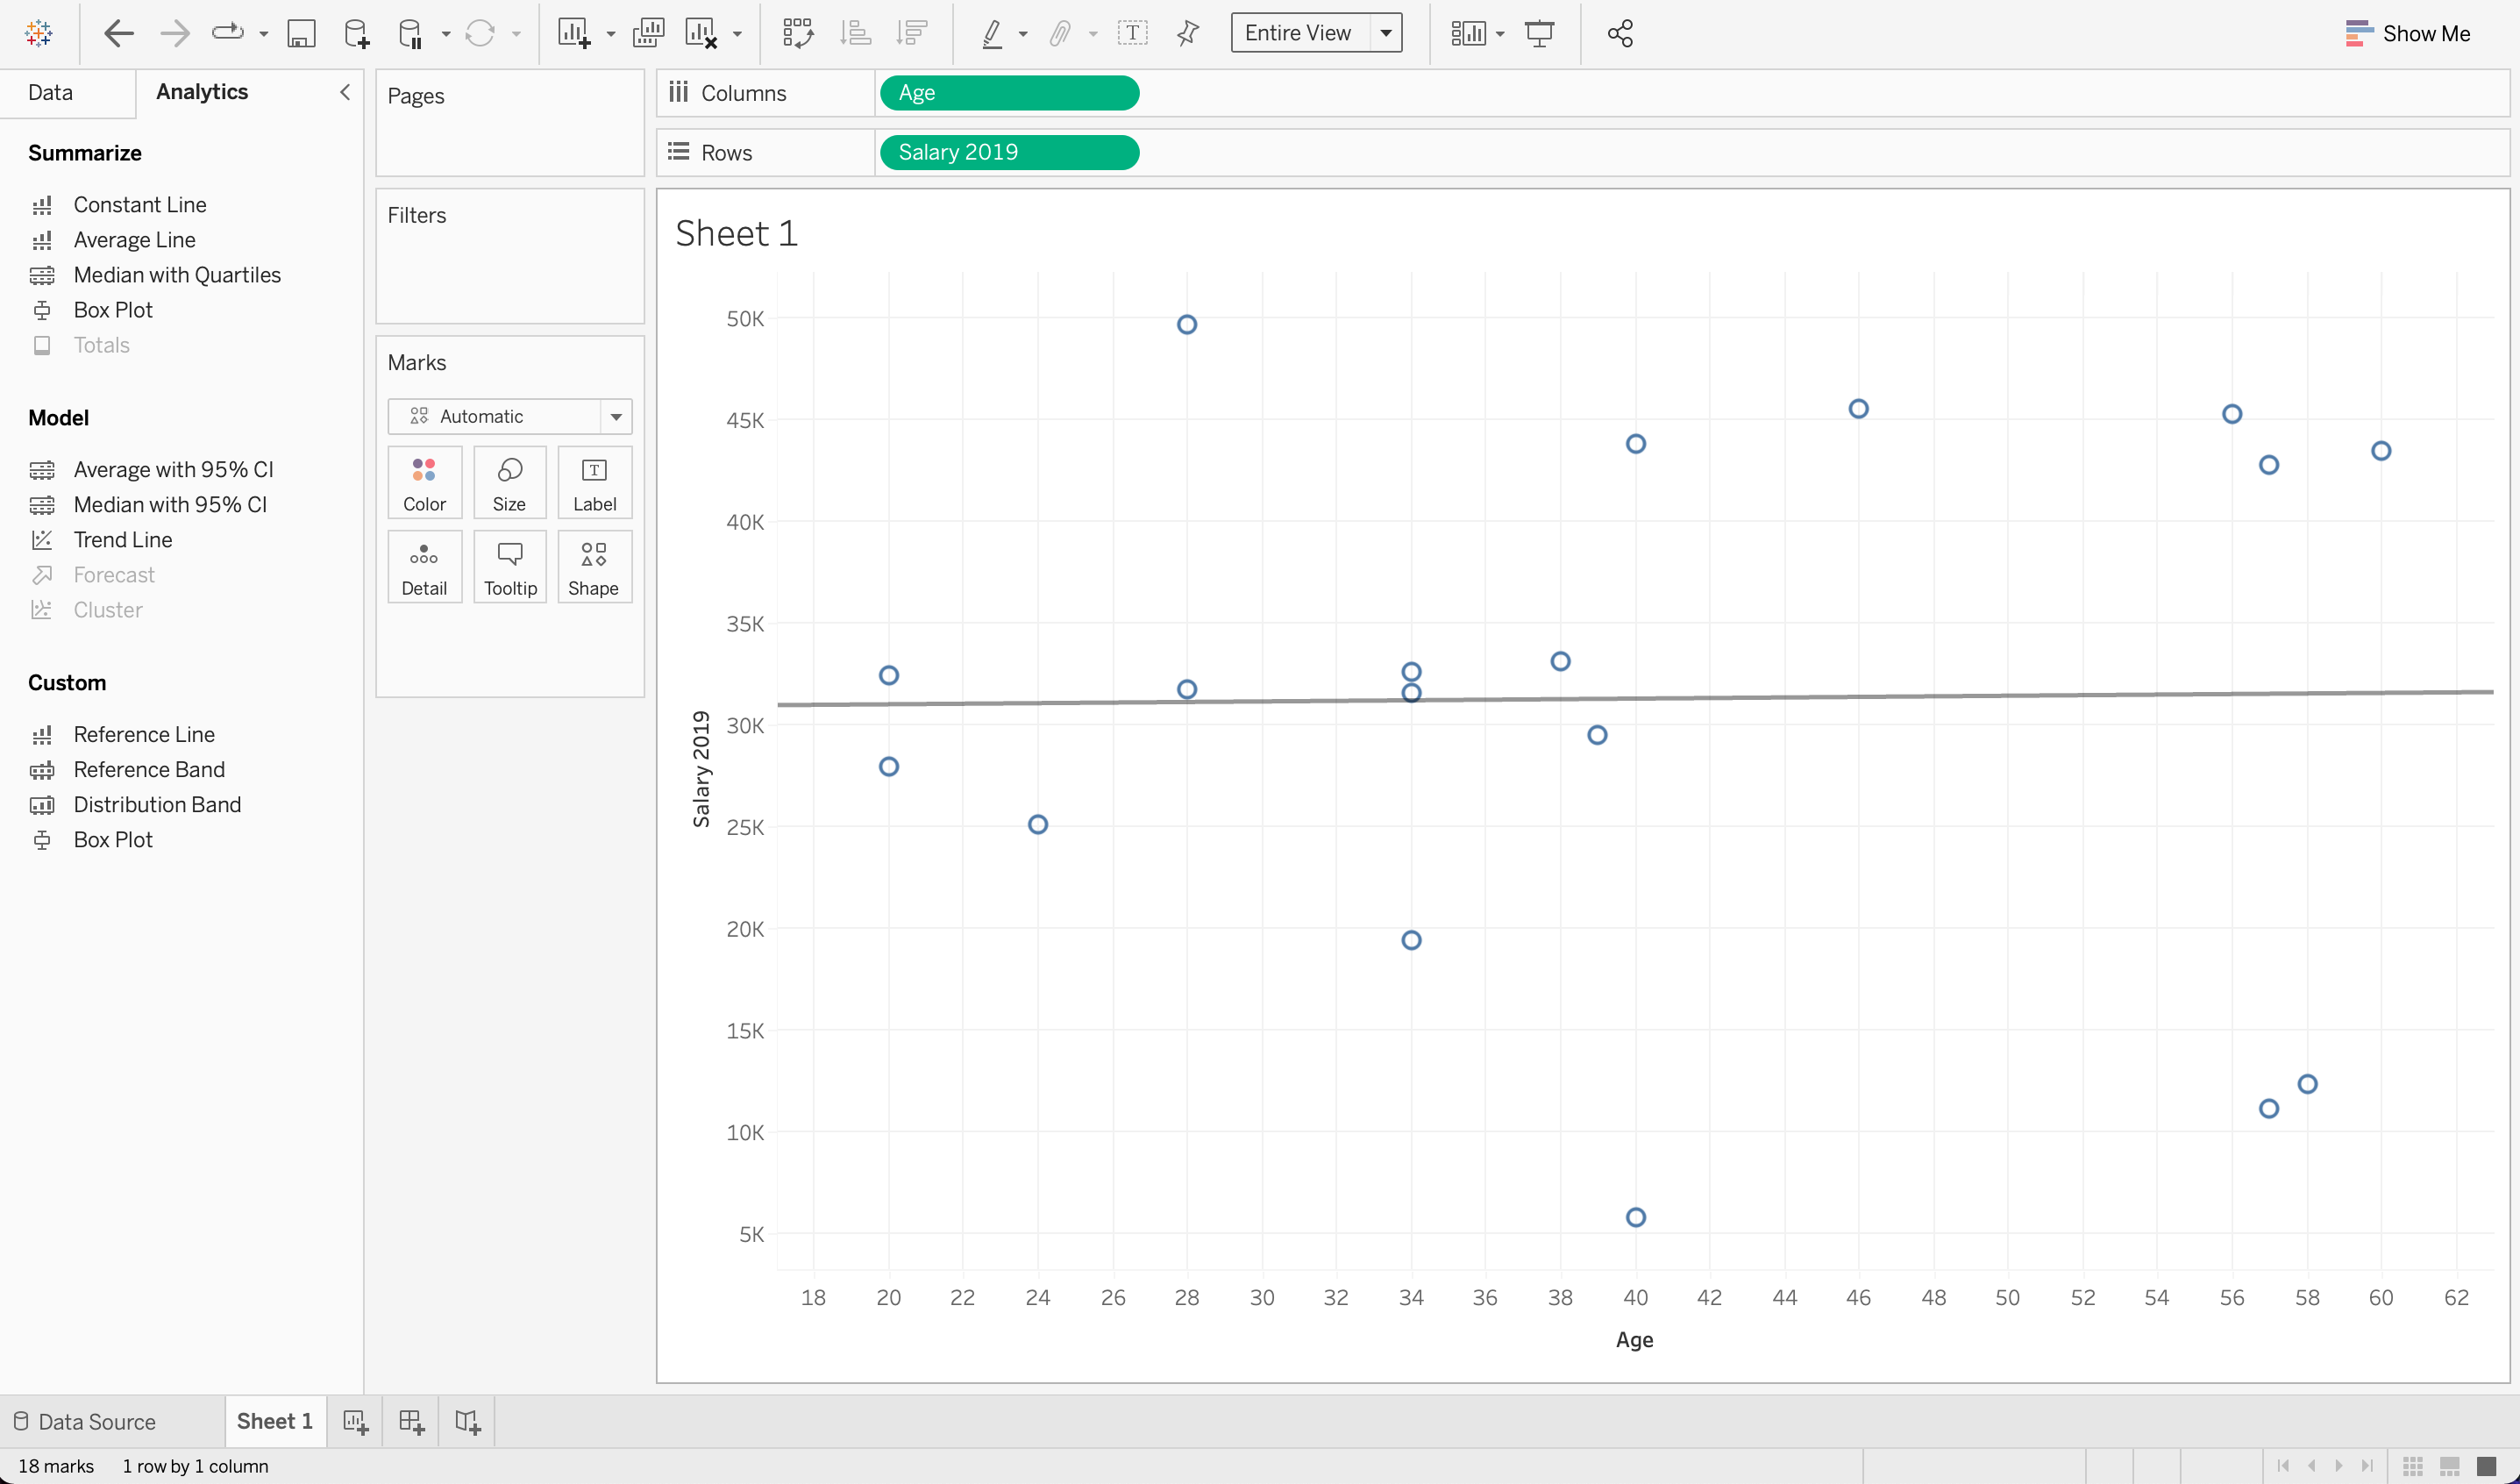 Entire View
Show Me
Data
Analytics
Summarize
Constant Line
Average Line
Median with Quartiles
Box Plot
Totals
Model
Average with 95% CI
Median with 95% CI
Trend Line
Forecast
Cluster
Custom
Reference Line
Reference Band
Distribution Band
Box Plot
Pages
Filters
Marks
Automatic
Color Size Label
Detail Tooltip Shape
Columns Age
Rows Salary 2019
Sheet 1
Salary 2019
50K
45K
40K
35K
30K
25K
20K
15K
10K
5K
18 20 22 24 26 28 30 32 34 36 38 40 42 44 46 48 50 52 54 56 58 60 62
Age
Data Source Sheet 1
18 marks 1 row by 1 column